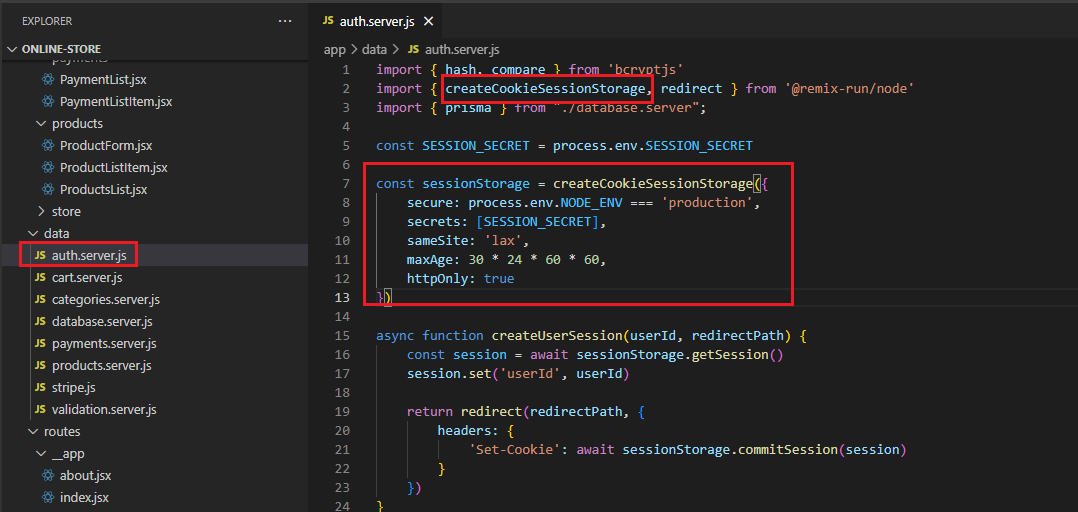 EXPLORER
···
ONLINE-STORE
payments
PaymentList.jsx
PaymentListItem.jsx
products
ProductForm.jsx
ProductListItem.jsx
ProductsList.jsx
store
data
JS auth.server.js
JS cart.server.js
JS categories.server.js
JS database.server.js
JS payments.server.js
JS products.server.js
JS stripe.js
JS validation.server.js
routes
__app
about.jsx
index.jsx
JS auth.server.js ×
app > data > JS auth.server.js
1 import { hash, compare } from 'bcryptjs'
2 import { createCookieSessionStorage, redirect } from '@remix-run/node'
3 import { prisma } from "./database.server";
4
5 const SESSION_SECRET = process.env.SESSION_SECRET
6
7 const sessionStorage = createCookieSessionStorage({
8 secure: process.env.NODE_ENV === 'production',
9 secrets: [SESSION_SECRET],
10 sameSite: 'lax',
11 maxAge: 30 * 24 * 60 * 60,
12 httpOnly: true
13 })
14
15 async function createUserSession(userId, redirectPath) {
16 const session = await sessionStorage.getSession()
17 session.set('userId', userId)
18
19 return redirect(redirectPath, {
20 headers: {
21 'Set-Cookie': await sessionStorage.commitSession(session)
22 }
23 })
24 }